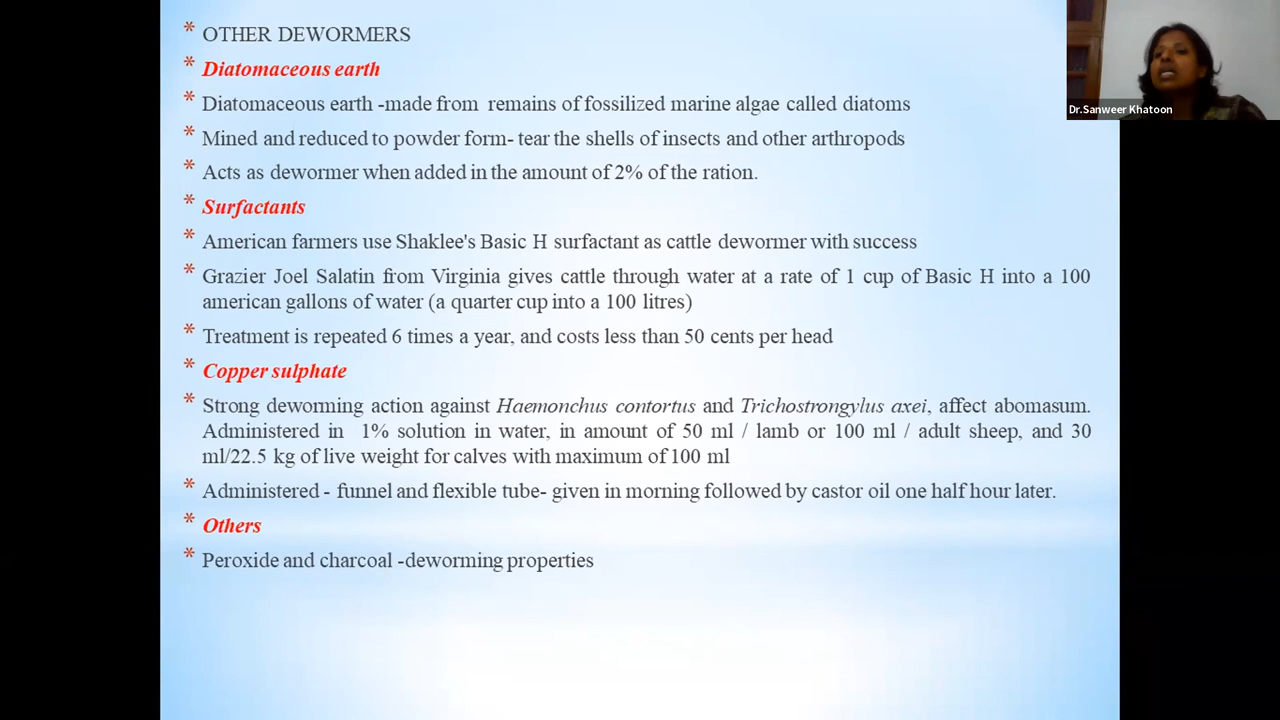 * OTHER DEWORMERS
* Diatomaceous earth
* Diatomaceous earth -made from remains of fossilized marine algae called diatoms
* Mined and reduced to powder form- tear the shells of insects and other arthropods
* Acts as dewormer when added in the amount of 2% of the ration.
* Surfactants
* American farmers use Shaklee's Basic H surfactant as cattle dewormer with success
* Grazier Joel Salatin from Virginia gives cattle through water at a rate of 1 cup of Basic H into a 100
american gallons of water (a quarter cup into a 100 litres)
* Treatment is repeated 6 times a year, and costs less than 50 cents per head
* Copper sulphate
* Strong deworming action against Haemonchus contortus and Trichostrongylus axei, affect abomasum.
Administered in 1% solution in water, in amount of 50 ml / lamb or 100 ml / adult sheep, and 30
ml/22.5 kg of live weight for calves with maximum of 100 ml
* Administered - funnel and flexible tube- given in morning followed by castor oil one half hour later.
* Others
* Peroxide and charcoal -deworming properties
Dr.Sanweer Khatoon